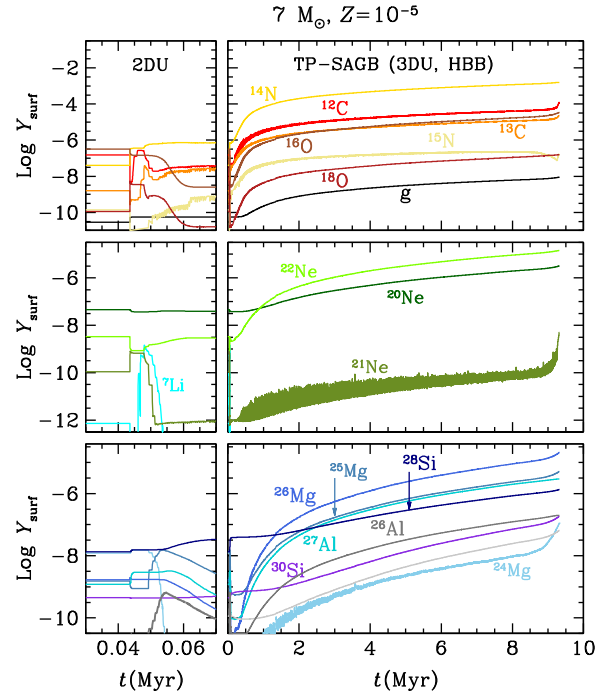 7 M☉, Z=10⁻⁵
2DU
TP-SAGB (3DU, HBB)
Log Y_surf
−2
−4
−6
−8
−10
¹⁴N
¹²C
¹³C
¹⁶O
¹⁵N
¹⁸O
g
Log Y_surf
−6
−8
−10
−12
⁷Li
²²Ne
²⁰Ne
²¹Ne
Log Y_surf
−6
−8
−10
²⁸Si
²⁵Mg
²⁶Mg
²⁷Al
²⁶Al
³⁰Si
²⁴Mg
0.04 0.06 0 2 4 6 8 10
t(Myr) t(Myr)